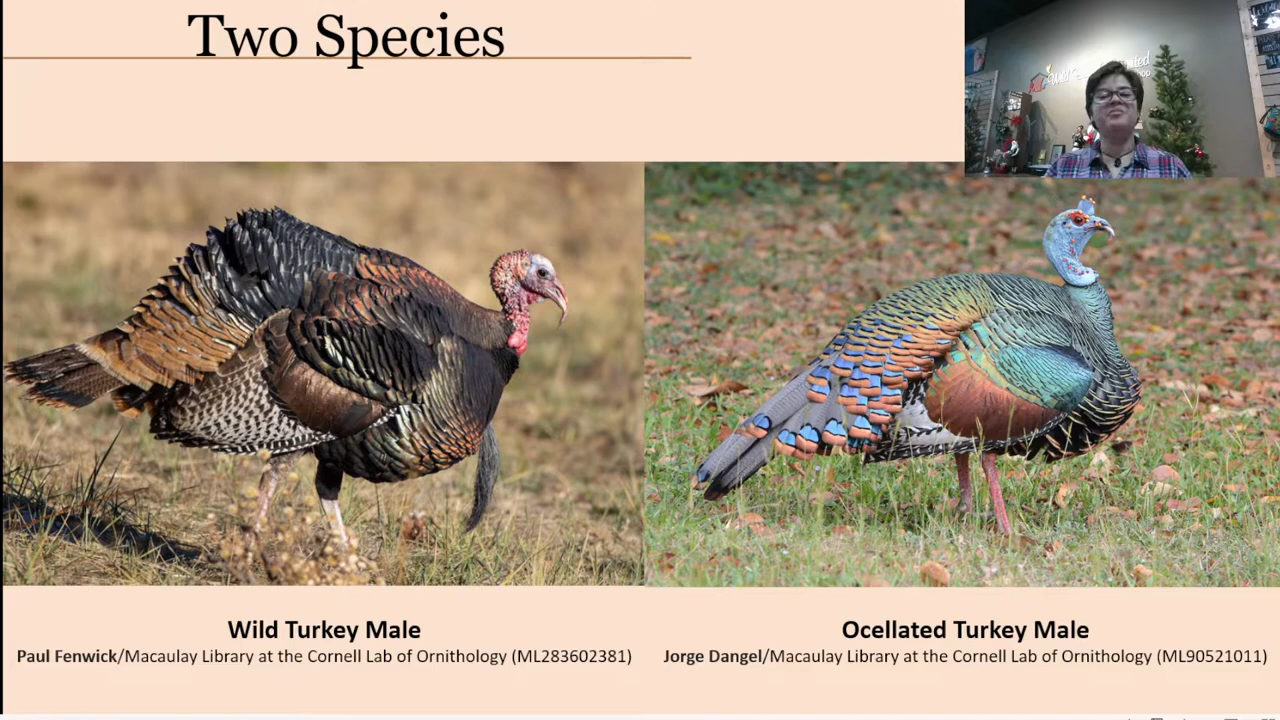 Two Species
Wild Turkey Male
Paul Fenwick/Macaulay Library at the Cornell Lab of Ornithology (ML283602381)
Ocellated Turkey Male
Jorge Dangel/Macaulay Library at the Cornell Lab of Ornithology (ML90521011)